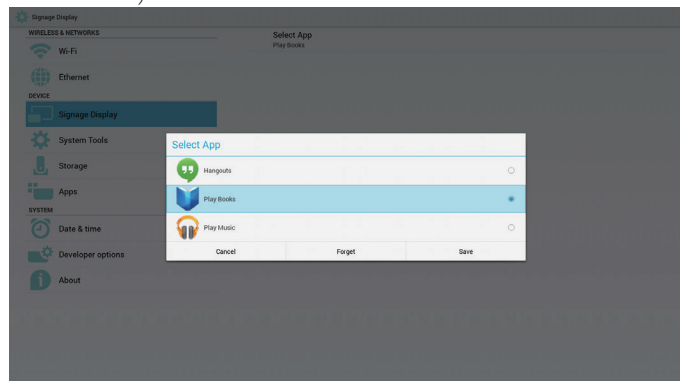 Signage Display
WIRELESS & NETWORKS
Wi-Fi
Ethernet
DEVICE
Signage Display
System Tools
Storage
Apps
SYSTEM
Date & time
Developer options
About
Select App
Play Books
Select App
Hangouts
Play Books
Play Music
Cancel Forget Save